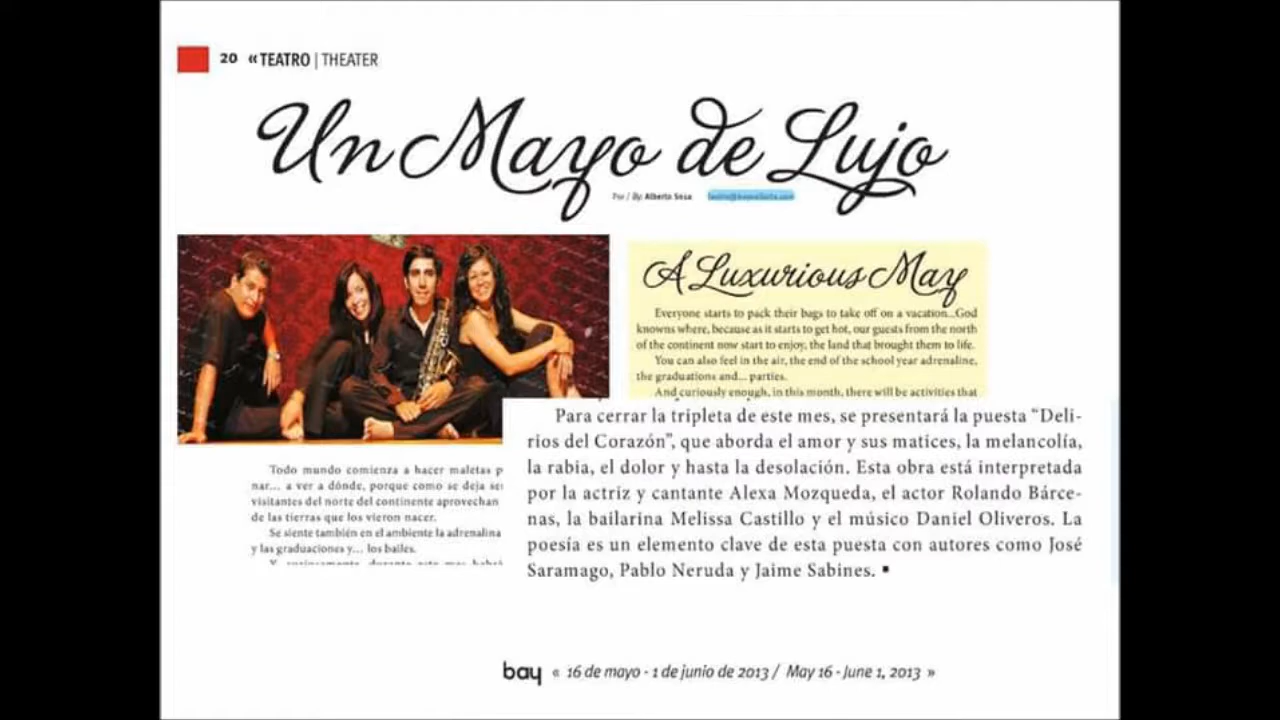 20 « TEATRO | THEATER
Un Mayo de Lujo
Por / By: Alberto Sosa
A Luxurious May
Everyone starts to pack their bags to take off on a vacation...God
knowns where, because as it starts to get hot, our guests from the north
of the continent now start to enjoy, the land that brought them to life.
You can also feel in the air, the end of the school year adrenaline,
the graduations and... parties.
And curiously enough, in this month, there will be activities that
Todo mundo comienza a hacer maletas p
nar... a ver a dónde, porque como se deja se
visitantes del norte del continente aprovechan
de las tierras que los vieron nacer.
Se siente también en el ambiente la adrenalina
y las graduaciones y... los bailes.
Para cerrar la tripleta de este mes, se presentará la puesta “Deli-
rios del Corazón”, que aborda el amor y sus matices, la melancolía,
la rabia, el dolor y hasta la desolación. Esta obra está interpretada
por la actriz y cantante Alexa Mozqueda, el actor Rolando Bárce-
nas, la bailarina Melissa Castillo y el músico Daniel Oliveros. La
poesía es un elemento clave de esta puesta con autores como José
Saramago, Pablo Neruda y Jaime Sabines. ▪
bay « 16 de mayo - 1 de junio de 2013 / May 16 - June 1, 2013 »